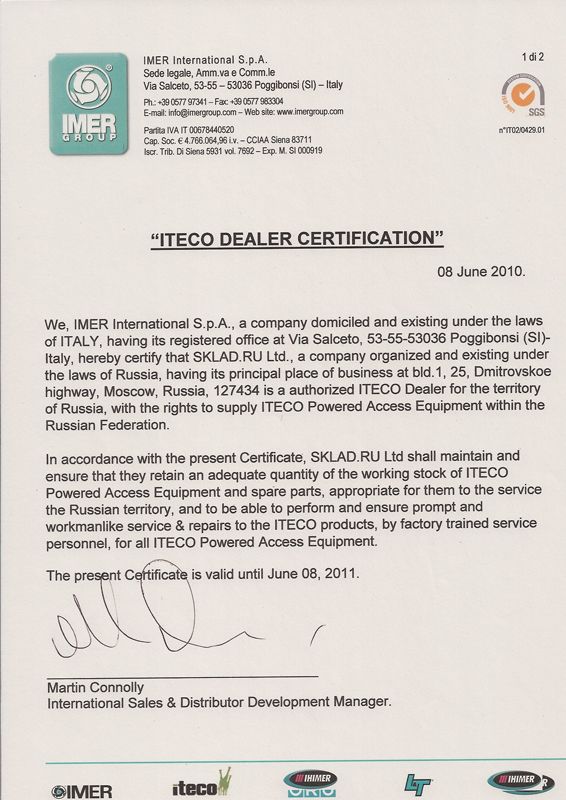 IMER International S.p.A.
Sede legale, Amm.va e Comm.le
Via Salceto, 53-55 – 53036 Poggibonsi (SI) – Italy
Ph.: +39 0577 97341 – Fax: +39 0577 983304
E-mail: info@imergroup.com – Web site: www.imergroup.com
Partita IVA IT 00678440520
Cap. Soc. € 4.766.064,96 i.v. – CCIAA Siena 83711
Iscr. Trib. Di Siena 5931 vol. 7692 – Exp. M. SI 000919
IMER
GROUP
1 di 2
SGS
n°IT02/0429.01
“ITECO DEALER CERTIFICATION”
08 June 2010.
We, IMER International S.p.A., a company domiciled and existing under the laws
of ITALY, having its registered office at Via Salceto, 53-55-53036 Poggibonsi (SI)-
Italy, hereby certify that SKLAD.RU Ltd., a company organized and existing under
the laws of Russia, having its principal place of business at bld.1, 25, Dmitrovskoe
highway, Moscow, Russia, 127434 is a authorized ITECO Dealer for the territory
of Russia, with the rights to supply ITECO Powered Access Equipment within the
Russian Federation.
In accordance with the present Certificate, SKLAD.RU Ltd shall maintain and
ensure that they retain an adequate quantity of the working stock of ITECO
Powered Access Equipment and spare parts, appropriate for them to the service
the Russian territory, and to be able to perform and ensure prompt and
workmanlike service & repairs to the ITECO products, by factory trained service
personnel, for all ITECO Powered Access Equipment.
The present Certificate is valid until June 08, 2011.
Martin Connolly
International Sales & Distributor Development Manager.
IMER
iteco
IHIMER
L&T
IHIMER